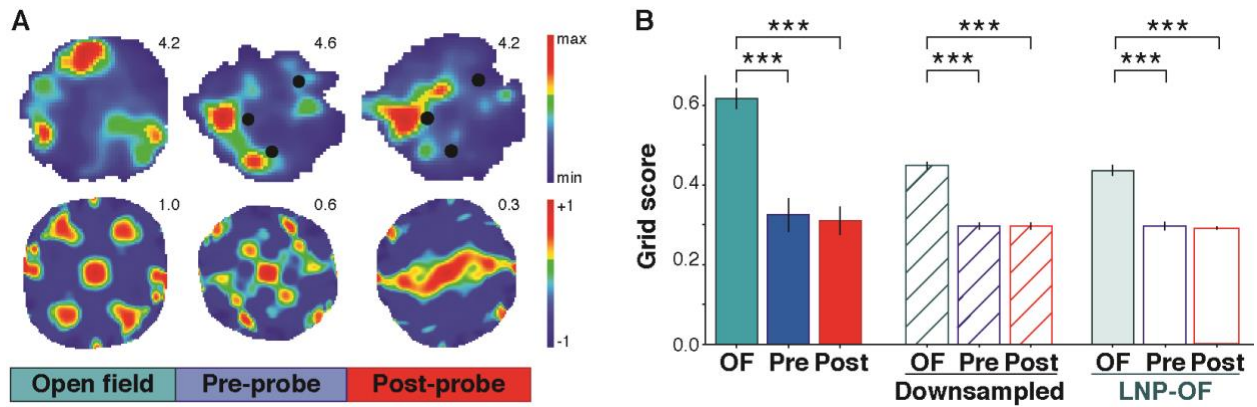 A
4.2
4.6
4.2
max
min
1.0
0.6
0.3
+1
-1
Open field
Pre-probe
Post-probe
B
***
***
***
***
***
***
Grid score
0.6
0.4
0.2
0.0
OF Pre Post
OF Pre Post
OF Pre Post
Downsampled
LNP-OF